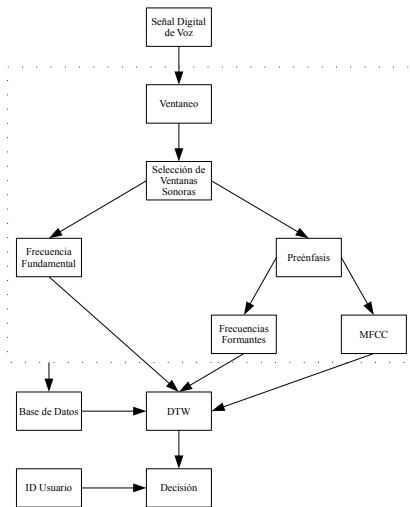 Señal Digital
de Voz
Ventaneo
Selección de
Ventanas
Sonoras
Frecuencia
Fundamental
Preénfasis
Frecuencias
Formantes
MFCC
Base de Datos
DTW
ID Usuario
Decisión